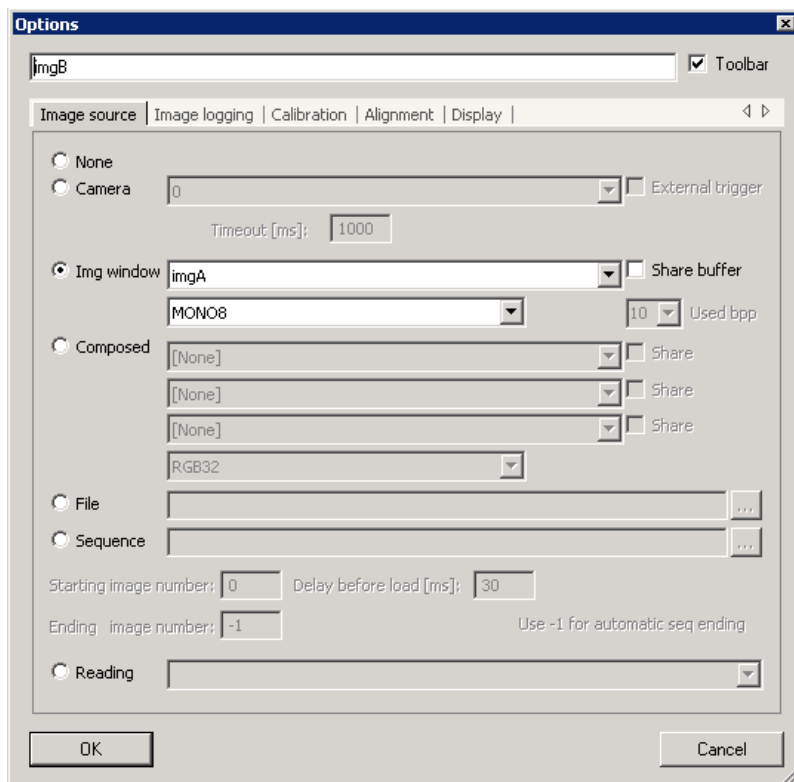 Options
imgB
Toolbar
Image source | Image logging | Calibration | Alignment | Display |
None
Camera 0 External trigger
Timeout [ms]: 1000
Img window imgA Share buffer
MONO8 10 Used bpp
Composed [None] Share
[None] Share
[None] Share
RGB32
File ...
Sequence ...
Starting image number: 0 Delay before load [ms]: 30
Ending image number: -1 Use -1 for automatic seq ending
Reading
OK Cancel